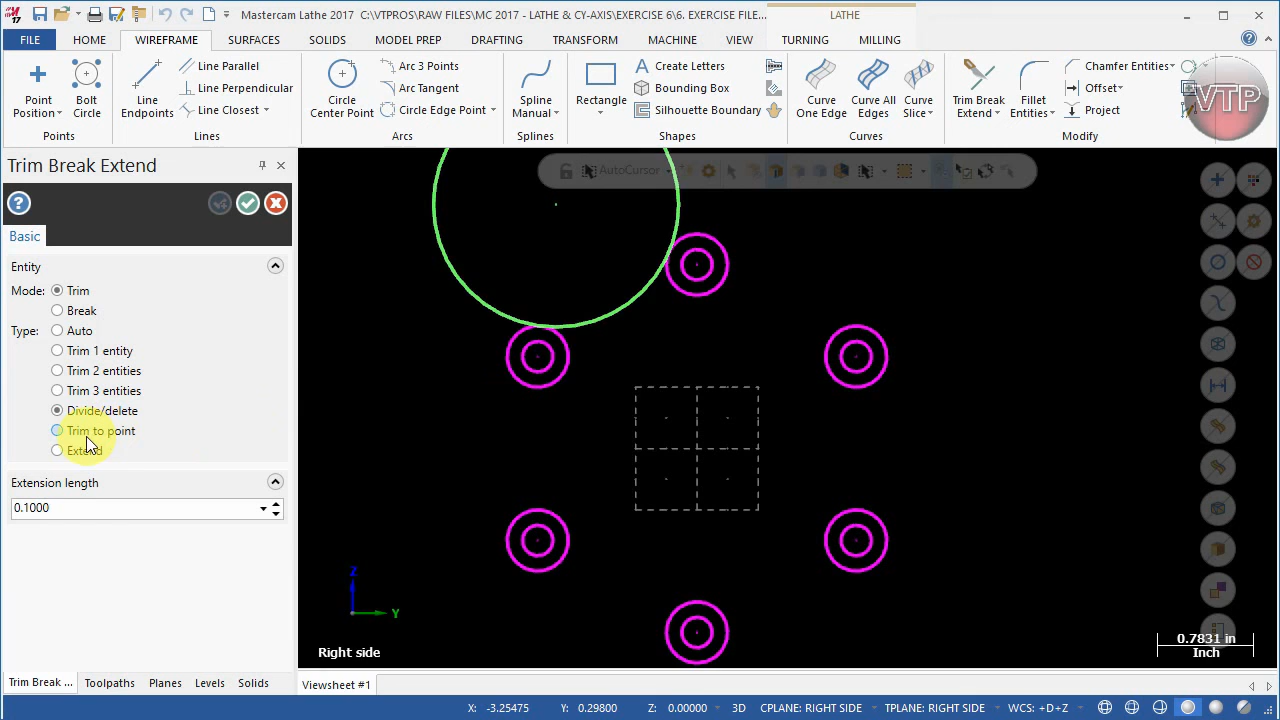 Mastercam Lathe 2017 C:\VTPROS\RAW FILES\MC 2017 - LATHE & CY-AXIS\EXERCISE 6\6. EXERCISE FILE...
LATHE
FILE HOME WIREFRAME SURFACES SOLIDS MODEL PREP DRAFTING TRANSFORM MACHINE VIEW TURNING MILLING
Point Position
Bolt Circle
Points
Line Endpoints
Line Parallel
Line Perpendicular
Line Closest
Lines
Circle Center Point
Arc 3 Points
Arc Tangent
Circle Edge Point
Arcs
Spline Manual
Splines
Rectangle
Create Letters
Bounding Box
Silhouette Boundary
Shapes
Curve One Edge
Curve All Edges
Curve Slice
Curves
Trim Break Extend
Fillet Entities
Chamfer Entities
Offset
Project
Modify
VTP
Trim Break Extend
Basic
Entity
Mode: Trim
Break
Type: Auto
Trim 1 entity
Trim 2 entities
Trim 3 entities
Divide/delete
Trim to point
Extend
Extension length
0.1000
AutoCursor
Z
Y
Right side
0.7831 in
Inch
Trim Break ... Toolpaths Planes Levels Solids
Viewsheet #1
X: -3.25475 Y: 0.29800 Z: 0.00000 3D CPLANE: RIGHT SIDE TPLANE: RIGHT SIDE WCS: +D+Z